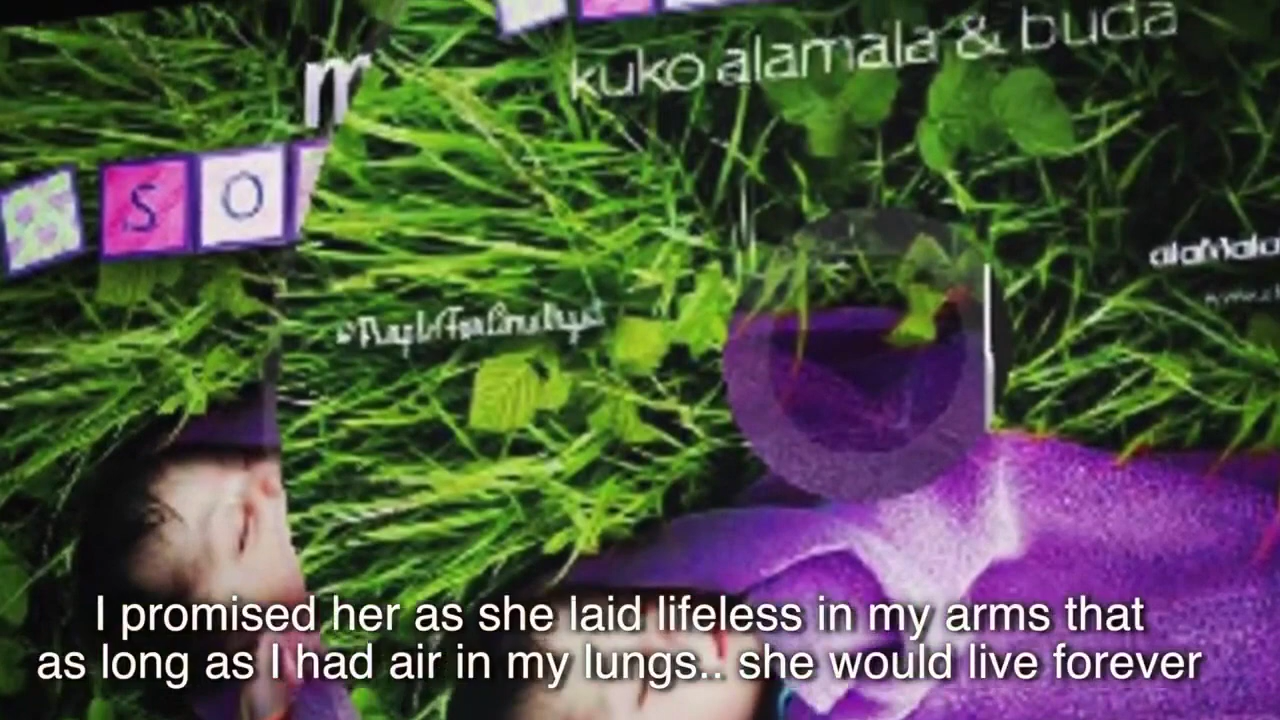 kuko alamala & buda
m
S O
I promised her as she laid lifeless in my arms that
as long as I had air in my lungs.. she would live forever